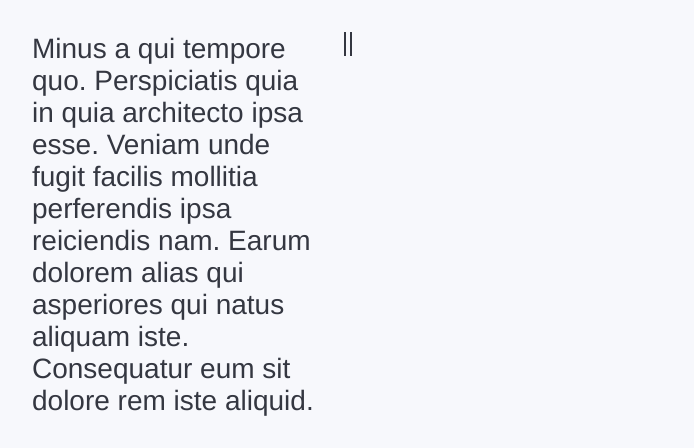 Minus a qui tempore
quo. Perspiciatis quia
in quia architecto ipsa
esse. Veniam unde
fugit facilis mollitia
perferendis ipsa
reiciendis nam. Earum
dolorem alias qui
asperiores qui natus
aliquam iste.
Consequatur eum sit
dolore rem iste aliquid.